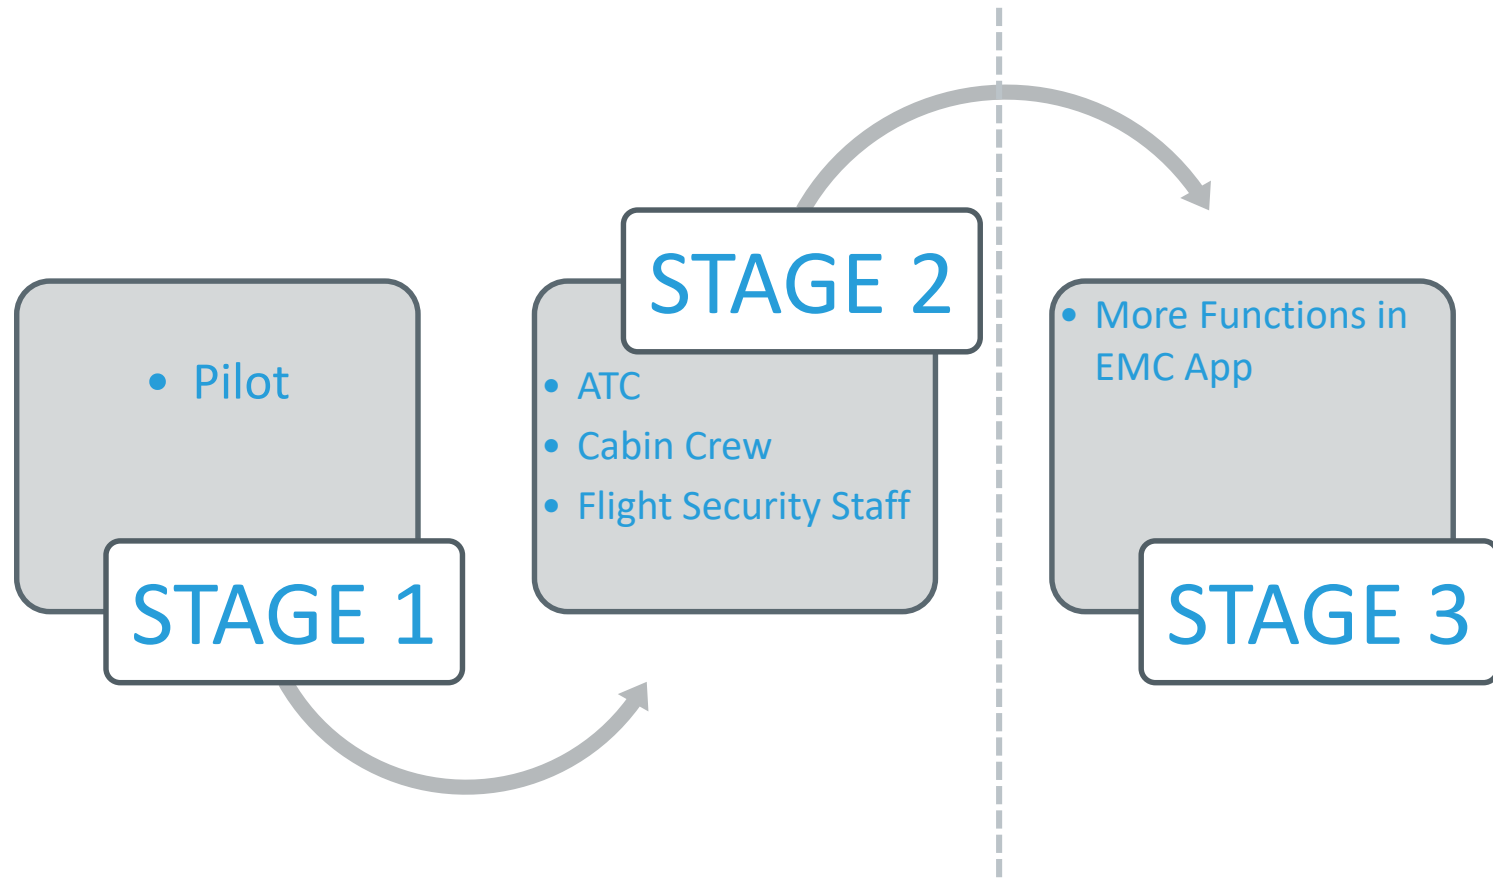 • Pilot
STAGE 1
STAGE 2
• ATC
• Cabin Crew
• Flight Security Staff
• More Functions in
EMC App
STAGE 3